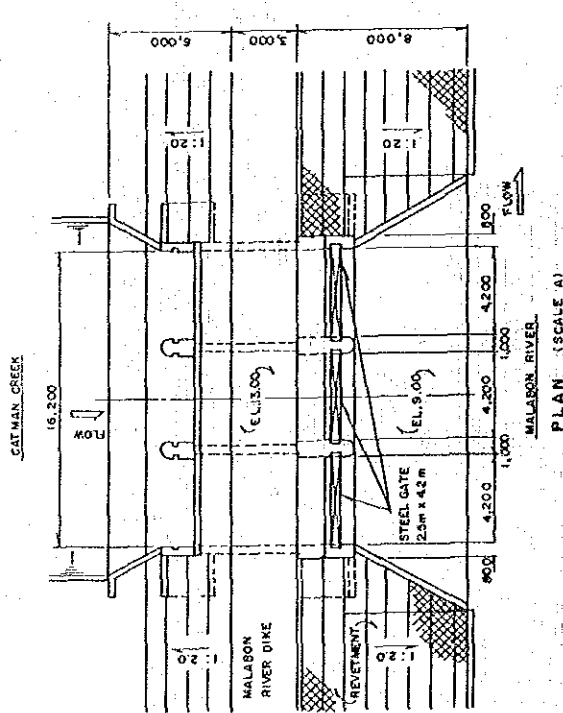 CATMAN CREEK
16,200
FLOW
6,000
3,000
8,000
1:20
1:20
1:2.0
1:2.0
MALABON
RIVER DIKE
(EL.13.00)
(EL.9.00)
(REVETMENT)
STEEL GATE
2.5m x 4.2 m
FLOW
800
4,200
1,000
4,200
1,000
4,200
800
MALABON RIVER
PLAN (SCALE A)